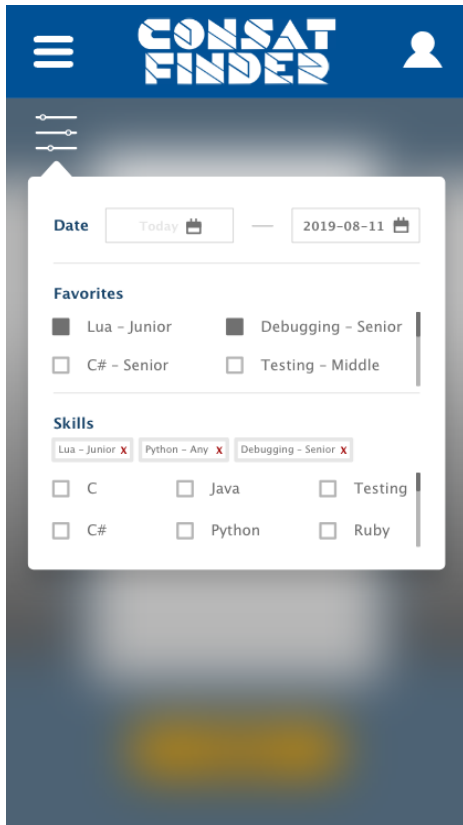 CONSAT
FINDER
Date Today — 2019-08-11
Favorites
Lua – Junior Debugging – Senior
C# – Senior Testing – Middle
Skills
Lua – Junior X Python – Any X Debugging – Senior X
C Java Testing
C# Python Ruby